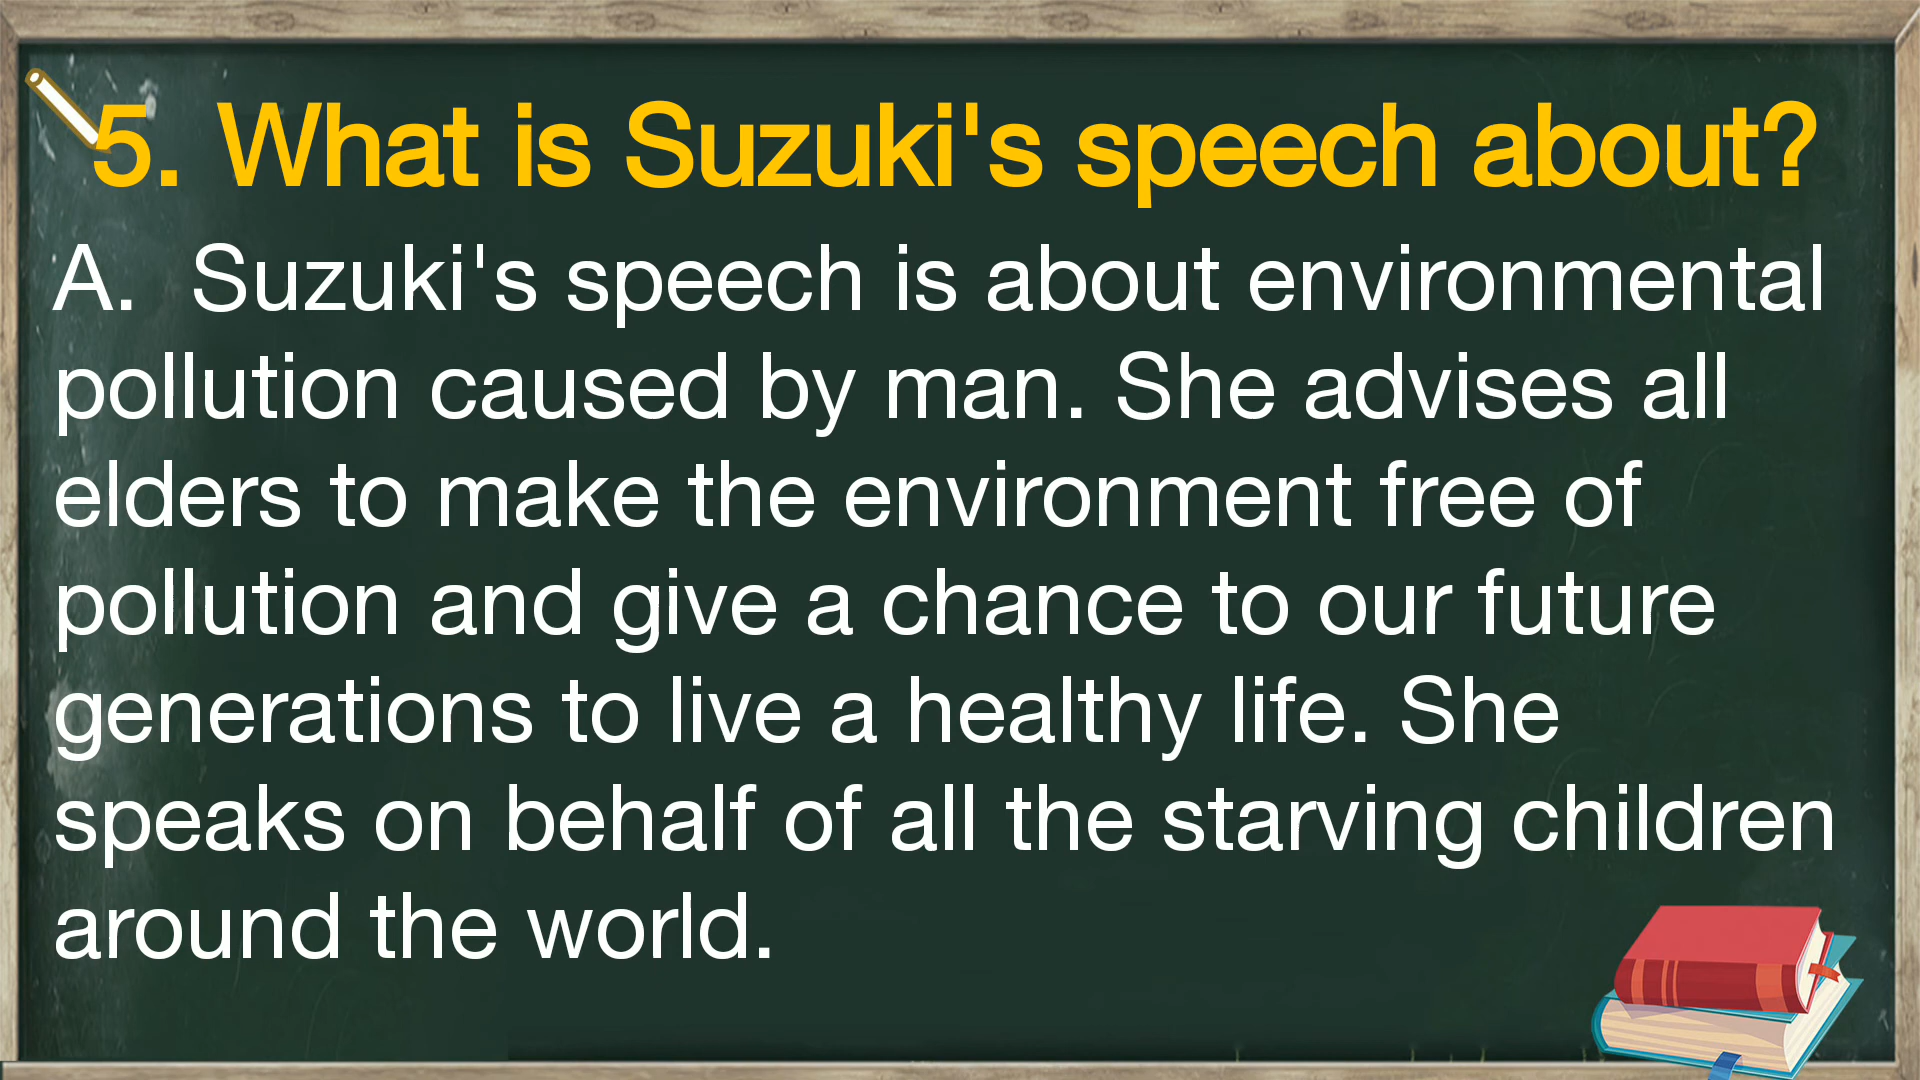 5. What is Suzuki's speech about?
A.  Suzuki's speech is about environmental
pollution caused by man. She advises all
elders to make the environment free of
pollution and give a chance to our future
generations to live a healthy life. She
speaks on behalf of all the starving children
around the world.